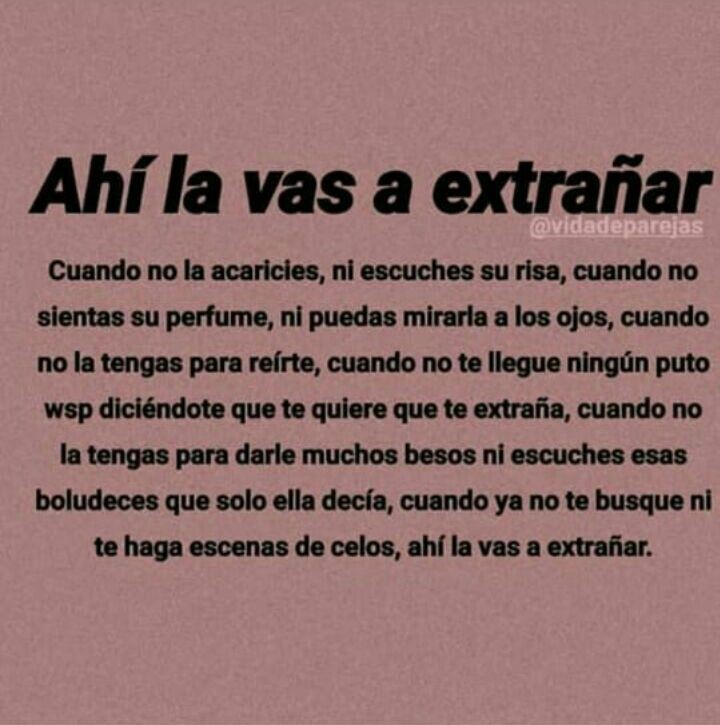 Ahí la vas a extrañar
@vidadeparejas
Cuando no la acaricies, ni escuches su risa, cuando no
sientas su perfume, ni puedas mirarla a los ojos, cuando
no la tengas para reírte, cuando no te llegue ningún puto
wsp diciéndote que te quiere que te extraña, cuando no
la tengas para darle muchos besos ni escuches esas
boludeces que solo ella decía, cuando ya no te busque ni
te haga escenas de celos, ahí la vas a extrañar.